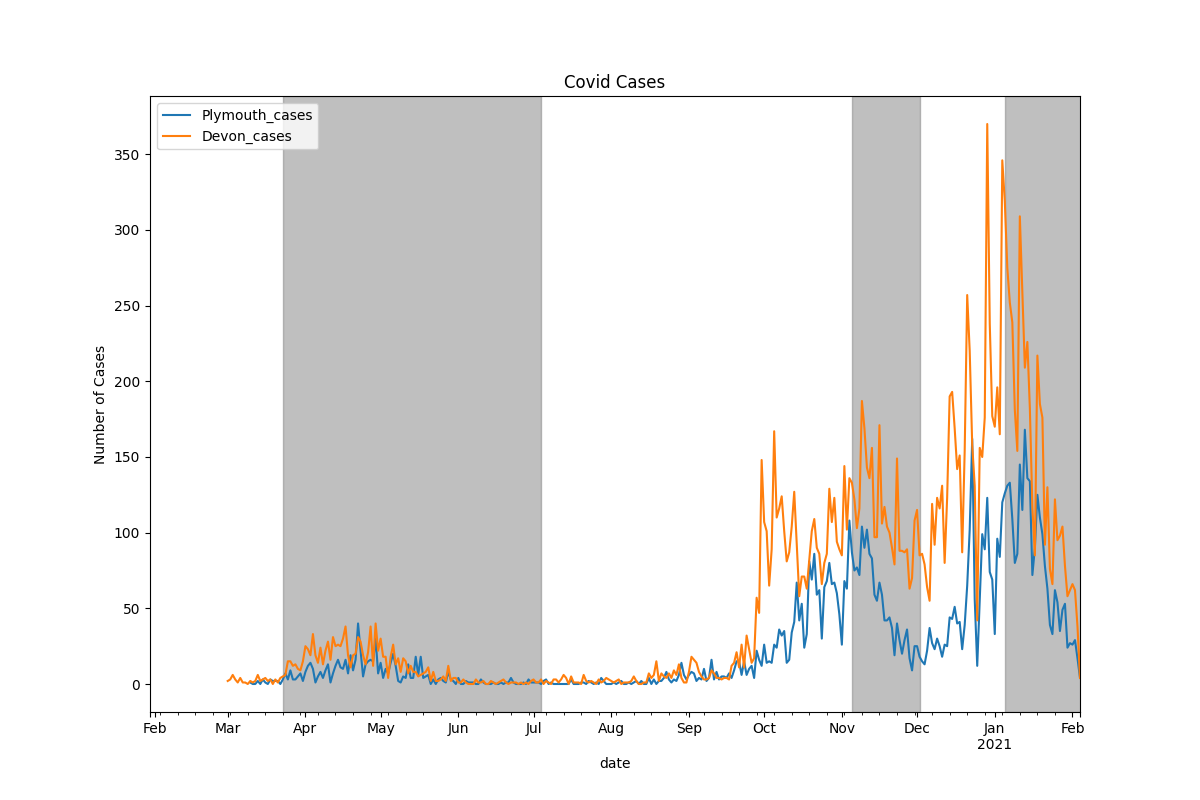 Covid Cases
Plymouth_cases
Devon_cases
Number of Cases
350
300
250
200
150
100
50
0
Feb Mar Apr May Jun Jul Aug Sep Oct Nov Dec Jan Feb
2021
date